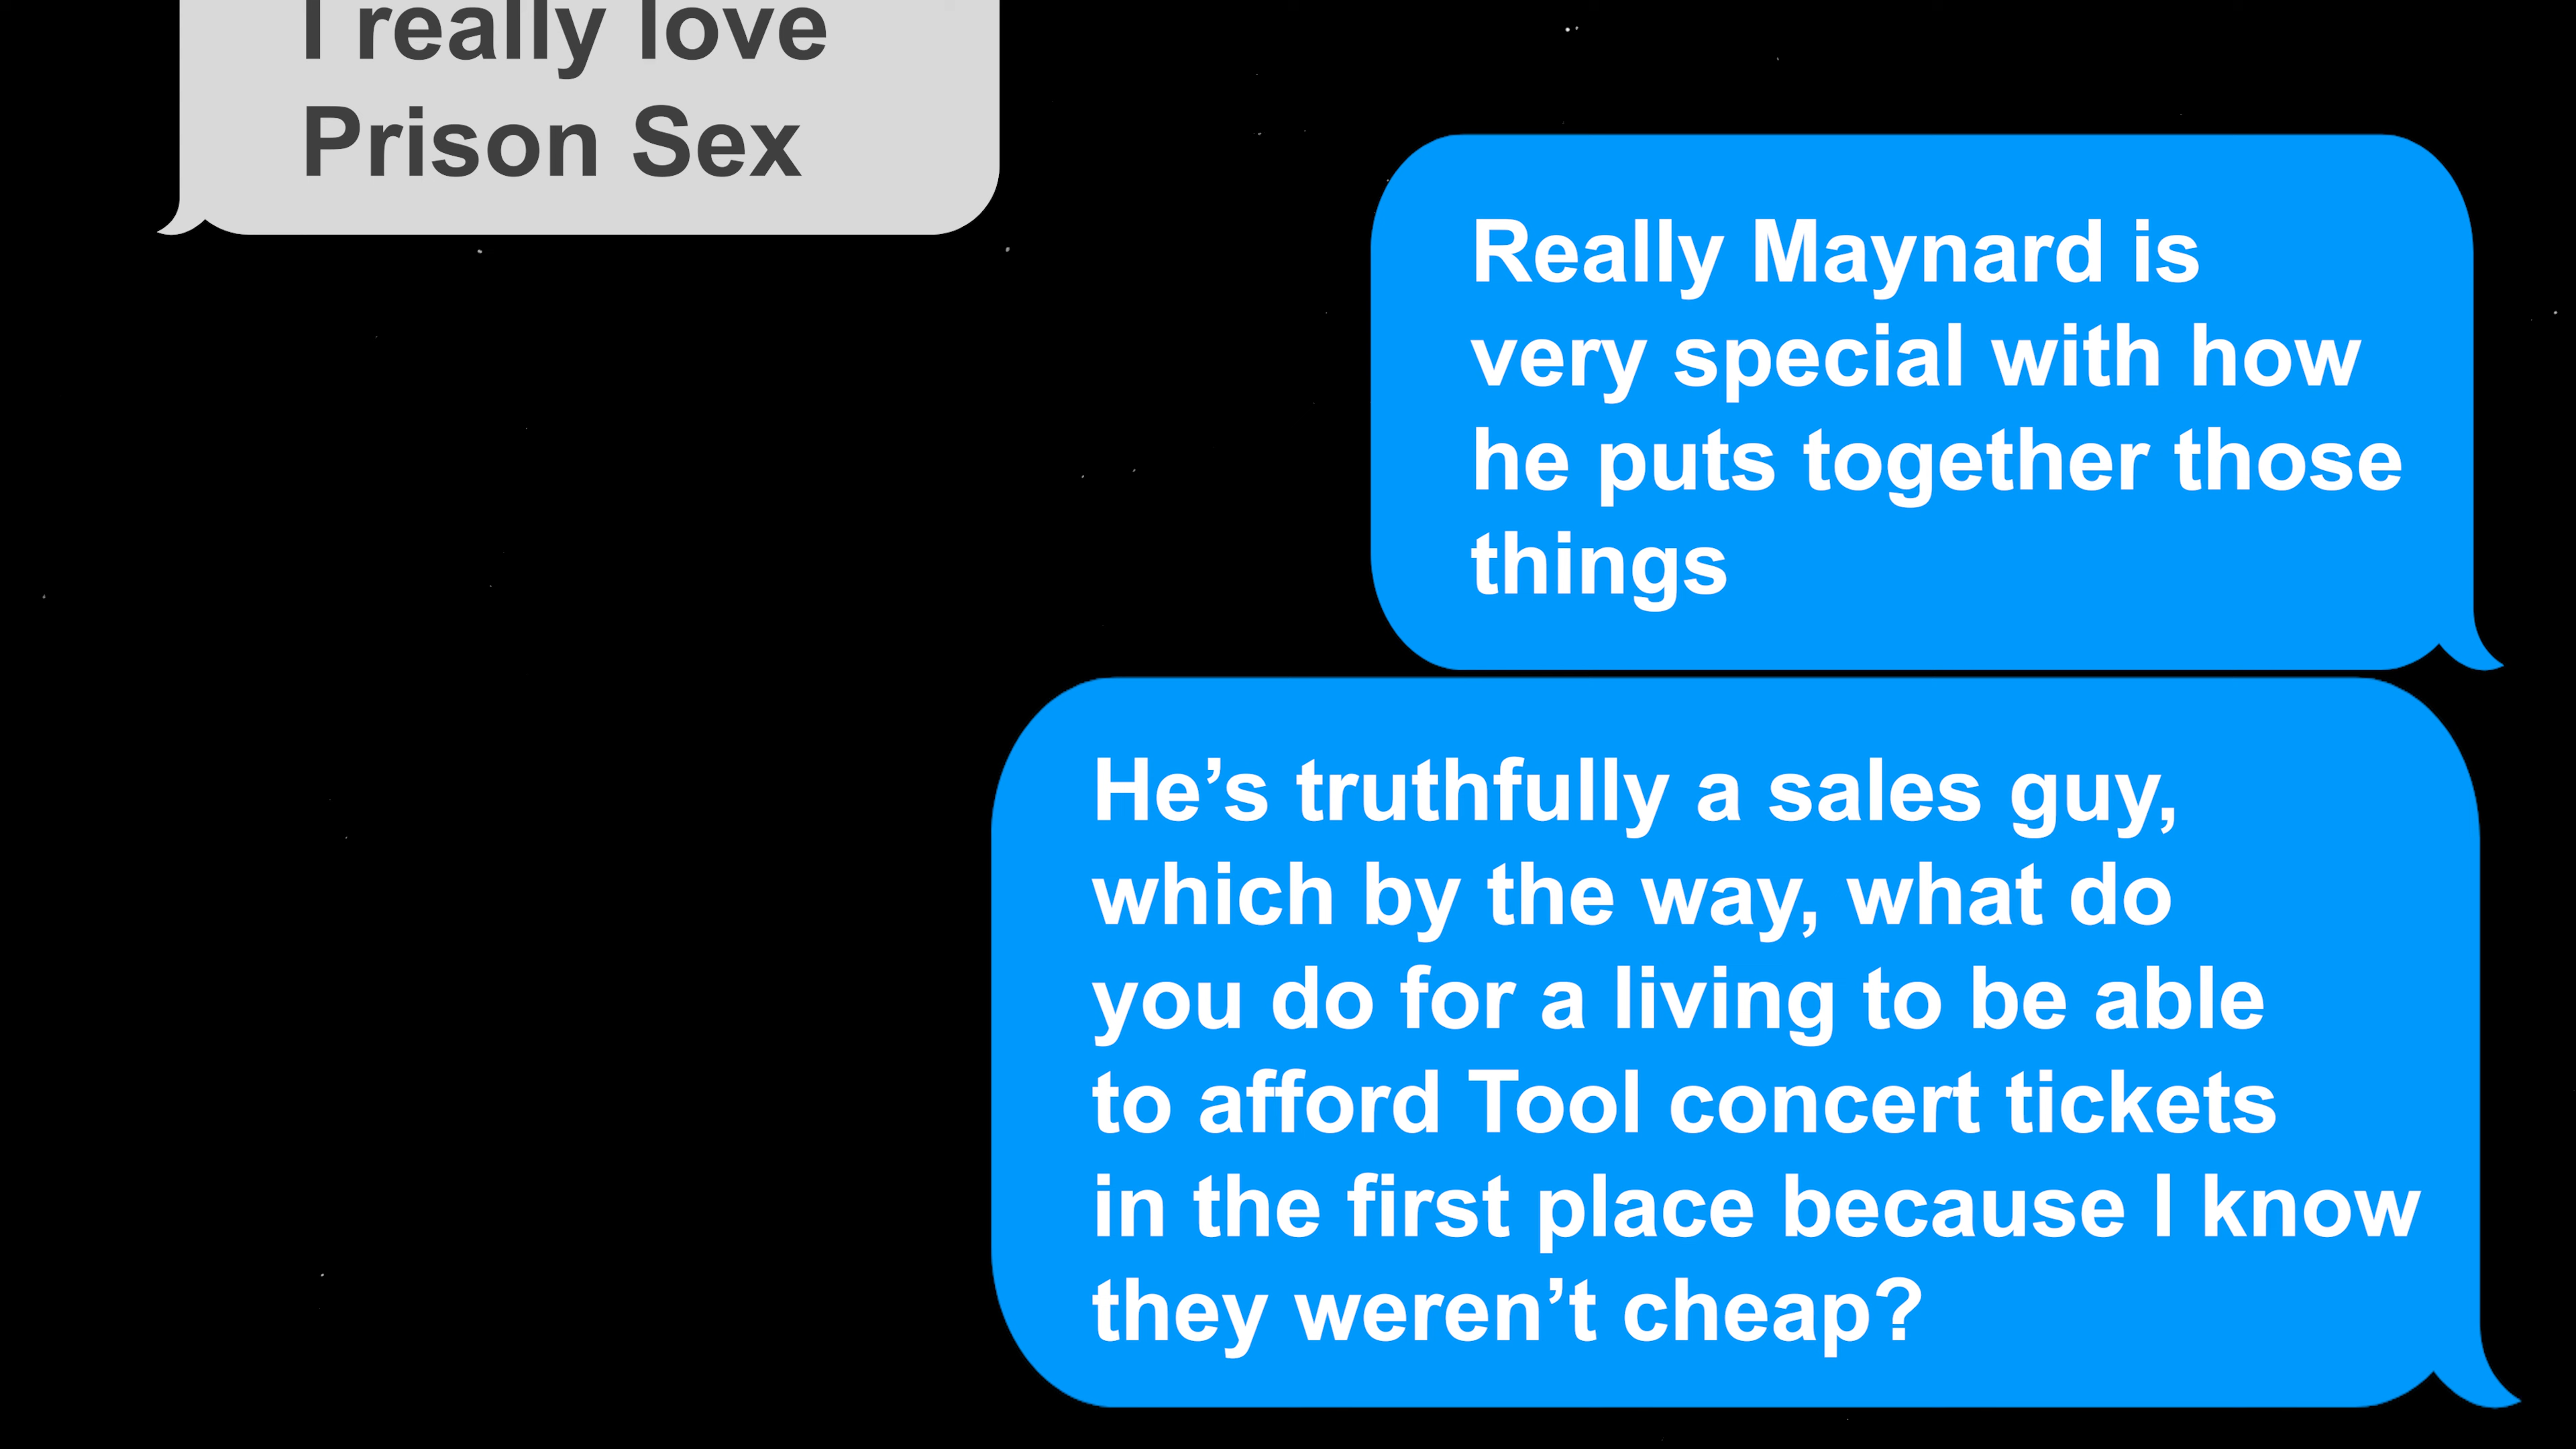 I really love
Prison Sex
Really Maynard is
very special with how
he puts together those
things
He’s truthfully a sales guy,
which by the way, what do
you do for a living to be able
to afford Tool concert tickets
in the first place because I know
they weren’t cheap?